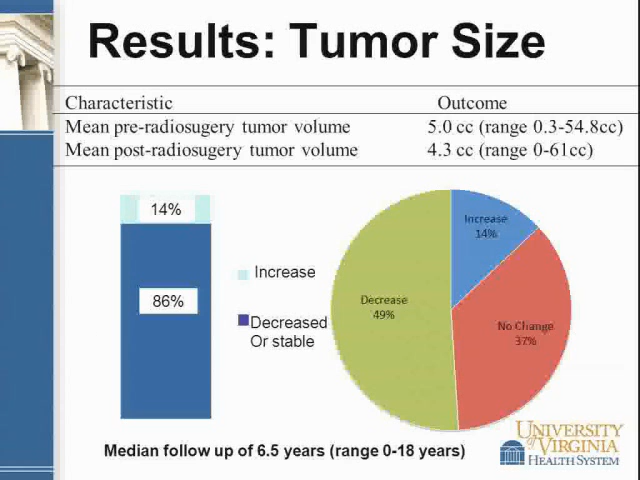 Results: Tumor Size
Characteristic Outcome
Mean pre-radiosugery tumor volume 5.0 cc (range 0.3-54.8cc)
Mean post-radiosugery tumor volume 4.3 cc (range 0-61cc)
14%
86%
Increase
Decreased
Or stable
Increase
14%
Decrease
49%
No Change
37%
Median follow up of 6.5 years (range 0-18 years)
UNIVERSITY
of VIRGINIA
HEALTH SYSTEM